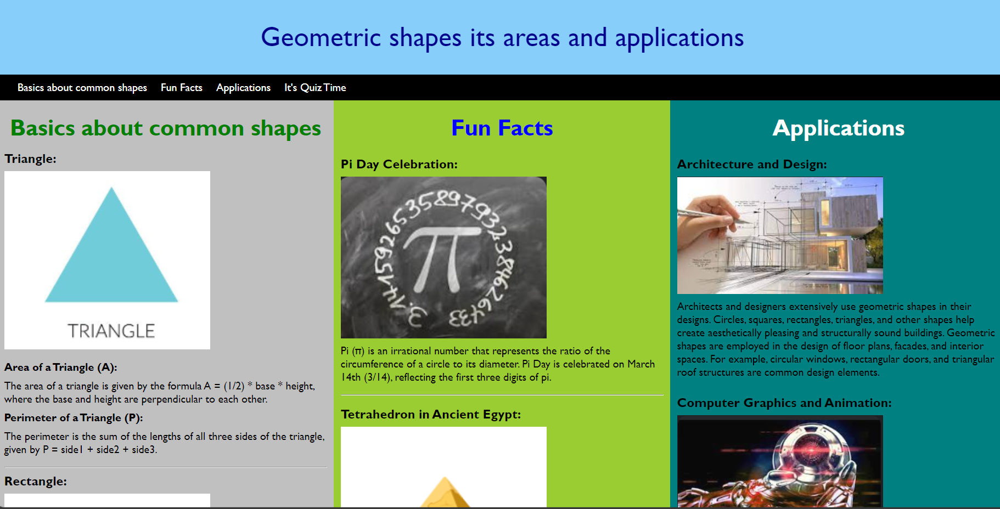 Geometric shapes its areas and applications
Basics about common shapes Fun Facts Applications It's Quiz Time
Basics about common shapes
Triangle:
TRIANGLE
Area of a Triangle (A):
The area of a triangle is given by the formula A = (1/2) * base * height,
where the base and height are perpendicular to each other.
Perimeter of a Triangle (P):
The perimeter is the sum of the lengths of all three sides of the triangle,
given by P = side1 + side2 + side3.
Rectangle:
Fun Facts
Pi Day Celebration:
3.1415926535897932384626433
π
Pi (π) is an irrational number that represents the ratio of the
circumference of a circle to its diameter. Pi Day is celebrated on March
14th (3/14), reflecting the first three digits of pi.
Tetrahedron in Ancient Egypt:
Applications
Architecture and Design:
Architects and designers extensively use geometric shapes in their
designs. Circles, squares, rectangles, triangles, and other shapes help
create aesthetically pleasing and structurally sound buildings. Geometric
shapes are employed in the design of floor plans, facades, and interior
spaces. For example, circular windows, rectangular doors, and triangular
roof structures are common design elements.
Computer Graphics and Animation: